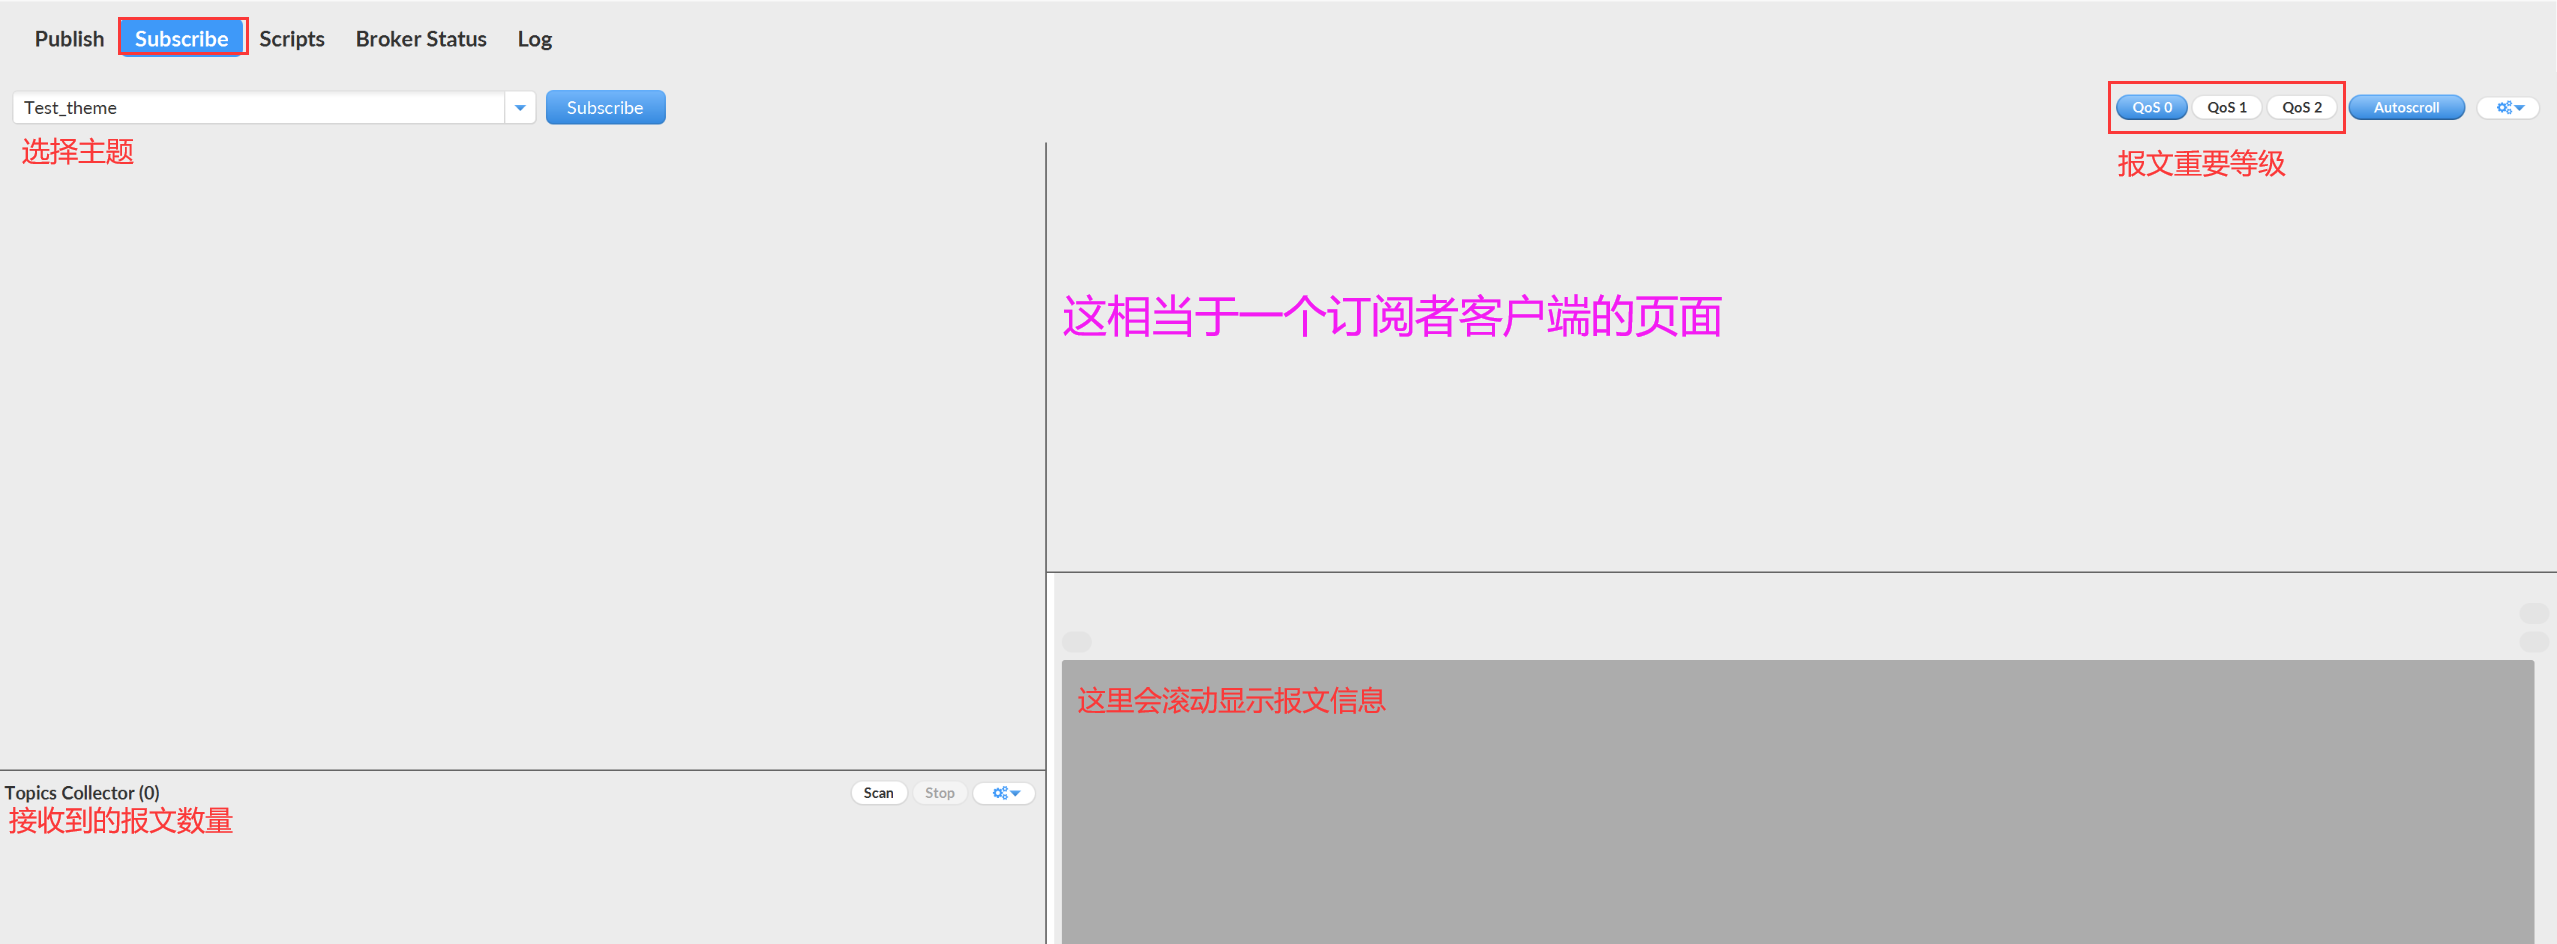 Publish Subscribe Scripts Broker Status Log
Test_theme Subscribe QoS 0 QoS 1 QoS 2 Autoscroll
选择主题
报文重要等级
这相当于一个订阅者客户端的页面
这里会滚动显示报文信息
Topics Collector (0) Scan Stop
接收到的报文数量